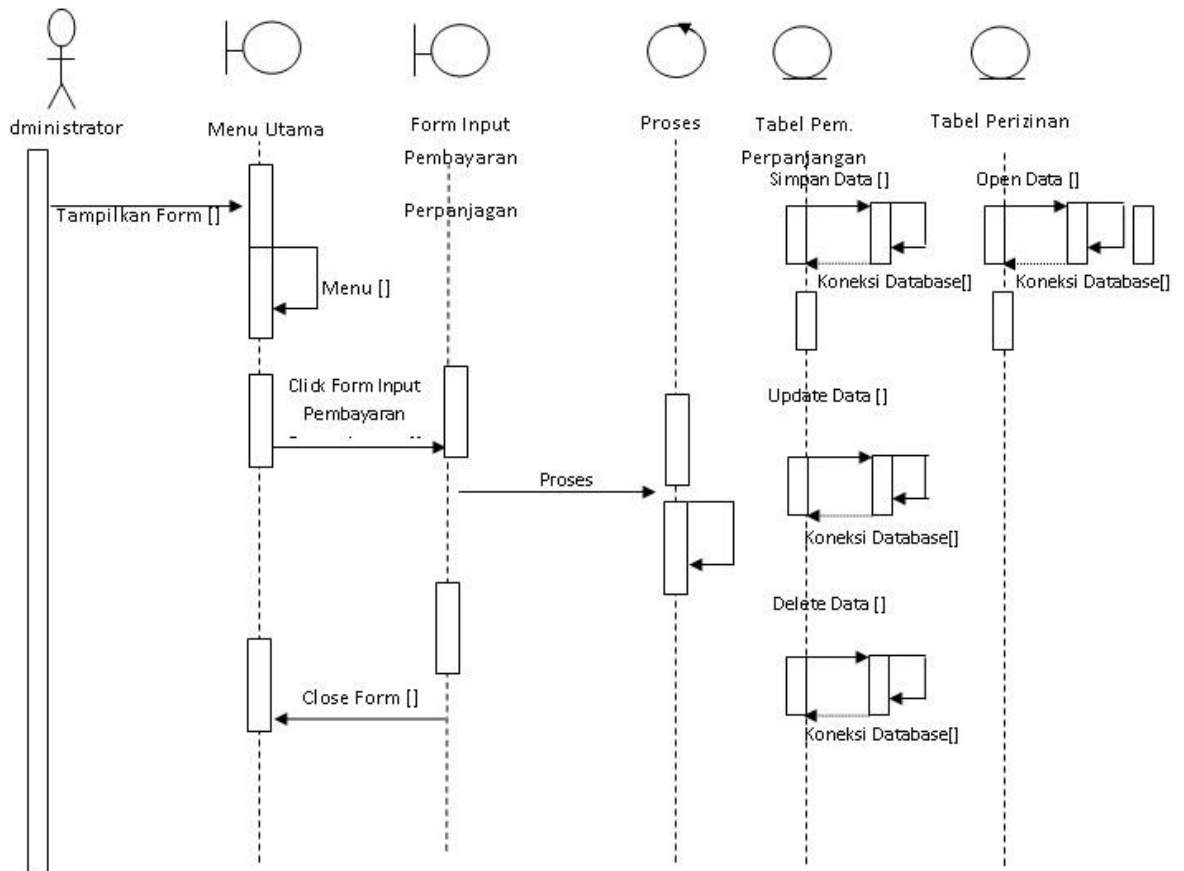 dministrator
Menu Utama
Form Input
Pembayaran
Perpanjagan
Proses
Tabel Pem.
Perpanjangan
Tabel Perizinan
Simpan Data []
Open Data []
Tampilkan Form []
Koneksi Database[]
Koneksi Database[]
Menu []
Click Form Input
Pembayaran
Update Data []
Proses
Koneksi Database[]
Delete Data []
Close Form []
Koneksi Database[]